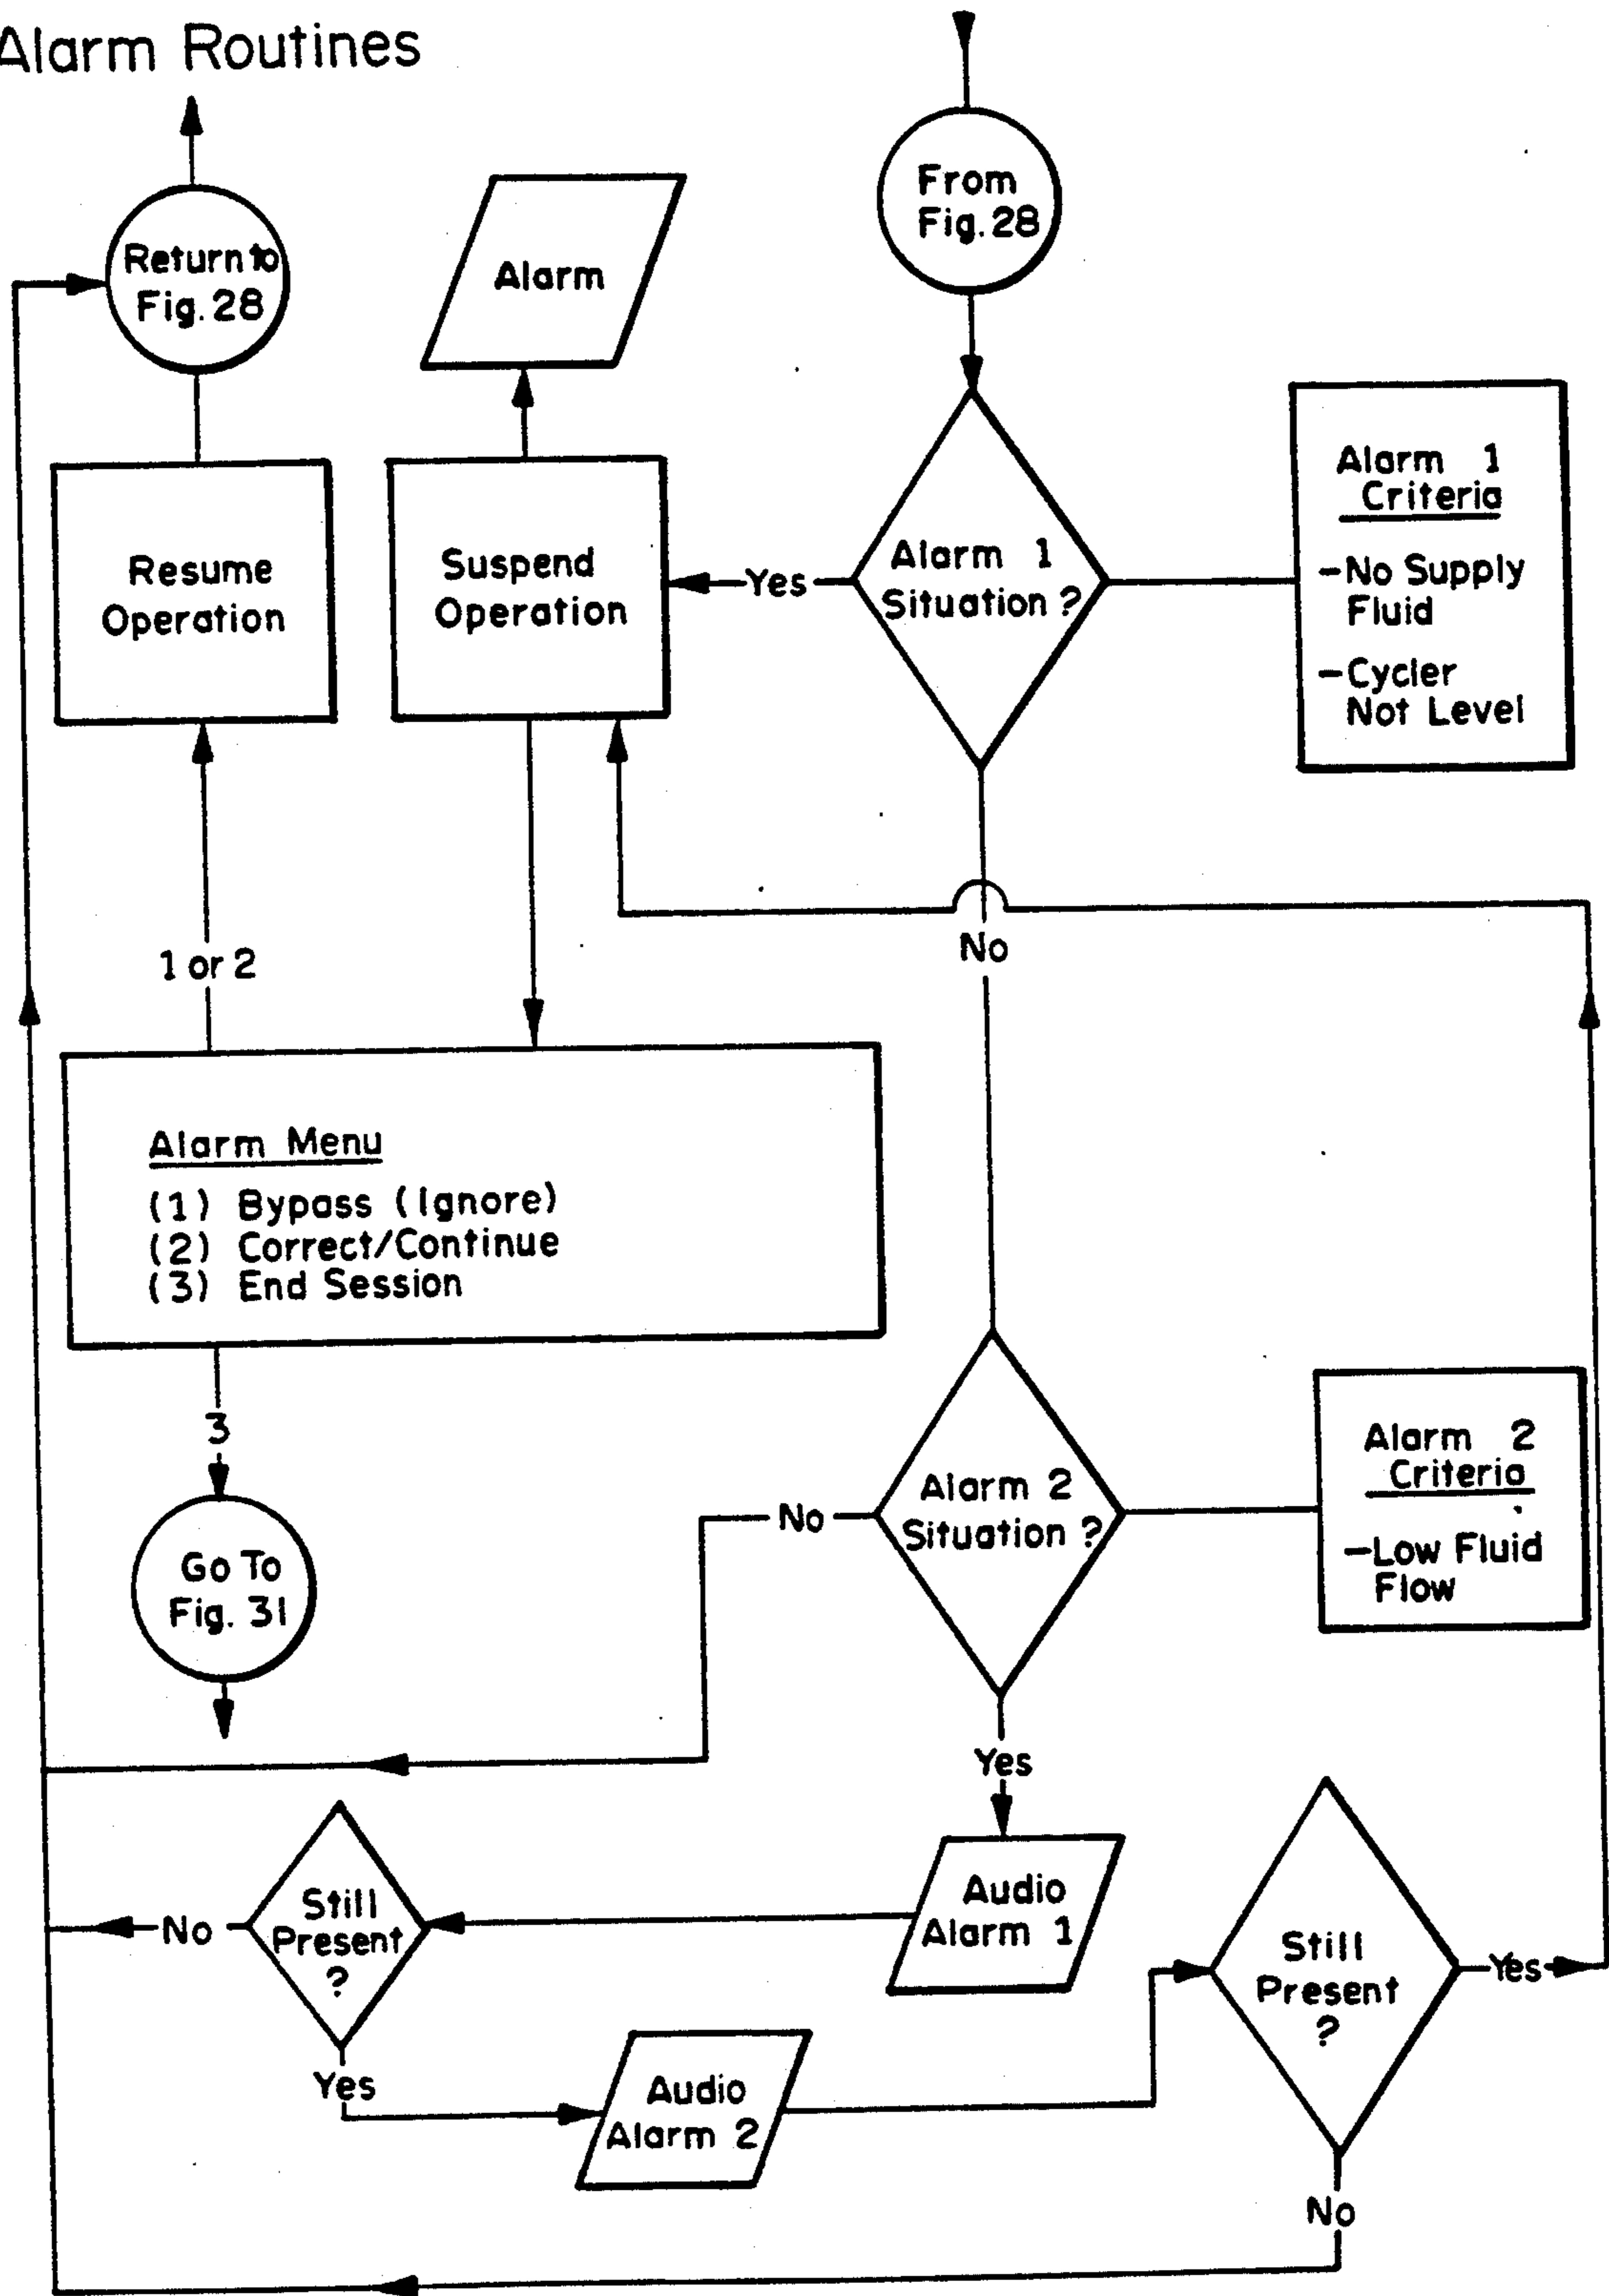 Alarm Routines
From
Fig. 28
Return to
Fig. 28
Alarm
Alarm 1
Criteria
-No Supply
Fluid
-Cycler
Not Level
Resume
Operation
Suspend
Operation
Yes
Alarm 1
Situation ?
No
1 or 2
Alarm Menu
(1) Bypass (Ignore)
(2) Correct/Continue
(3) End Session
3
Go To
Fig. 31
No
Alarm 2
Situation ?
Alarm 2
Criteria
-Low Fluid
Flow
Yes
Audio
Alarm 1
Still
Present
?
No
Yes
Audio
Alarm 2
Still
Present
?
Yes
No